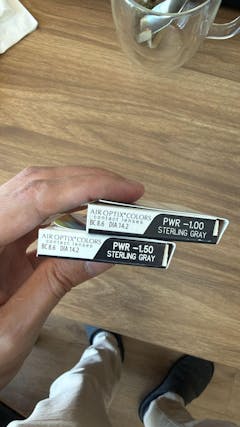 AIR OPTIX® COLORS
contact lenses
BC 8.6 DIA 14.2
PWR -1.00
STERLING GRAY
AIR OPTIX® COLORS
contact lenses
BC 8.6 DIA 14.2
PWR -1.50
STERLING GRAY